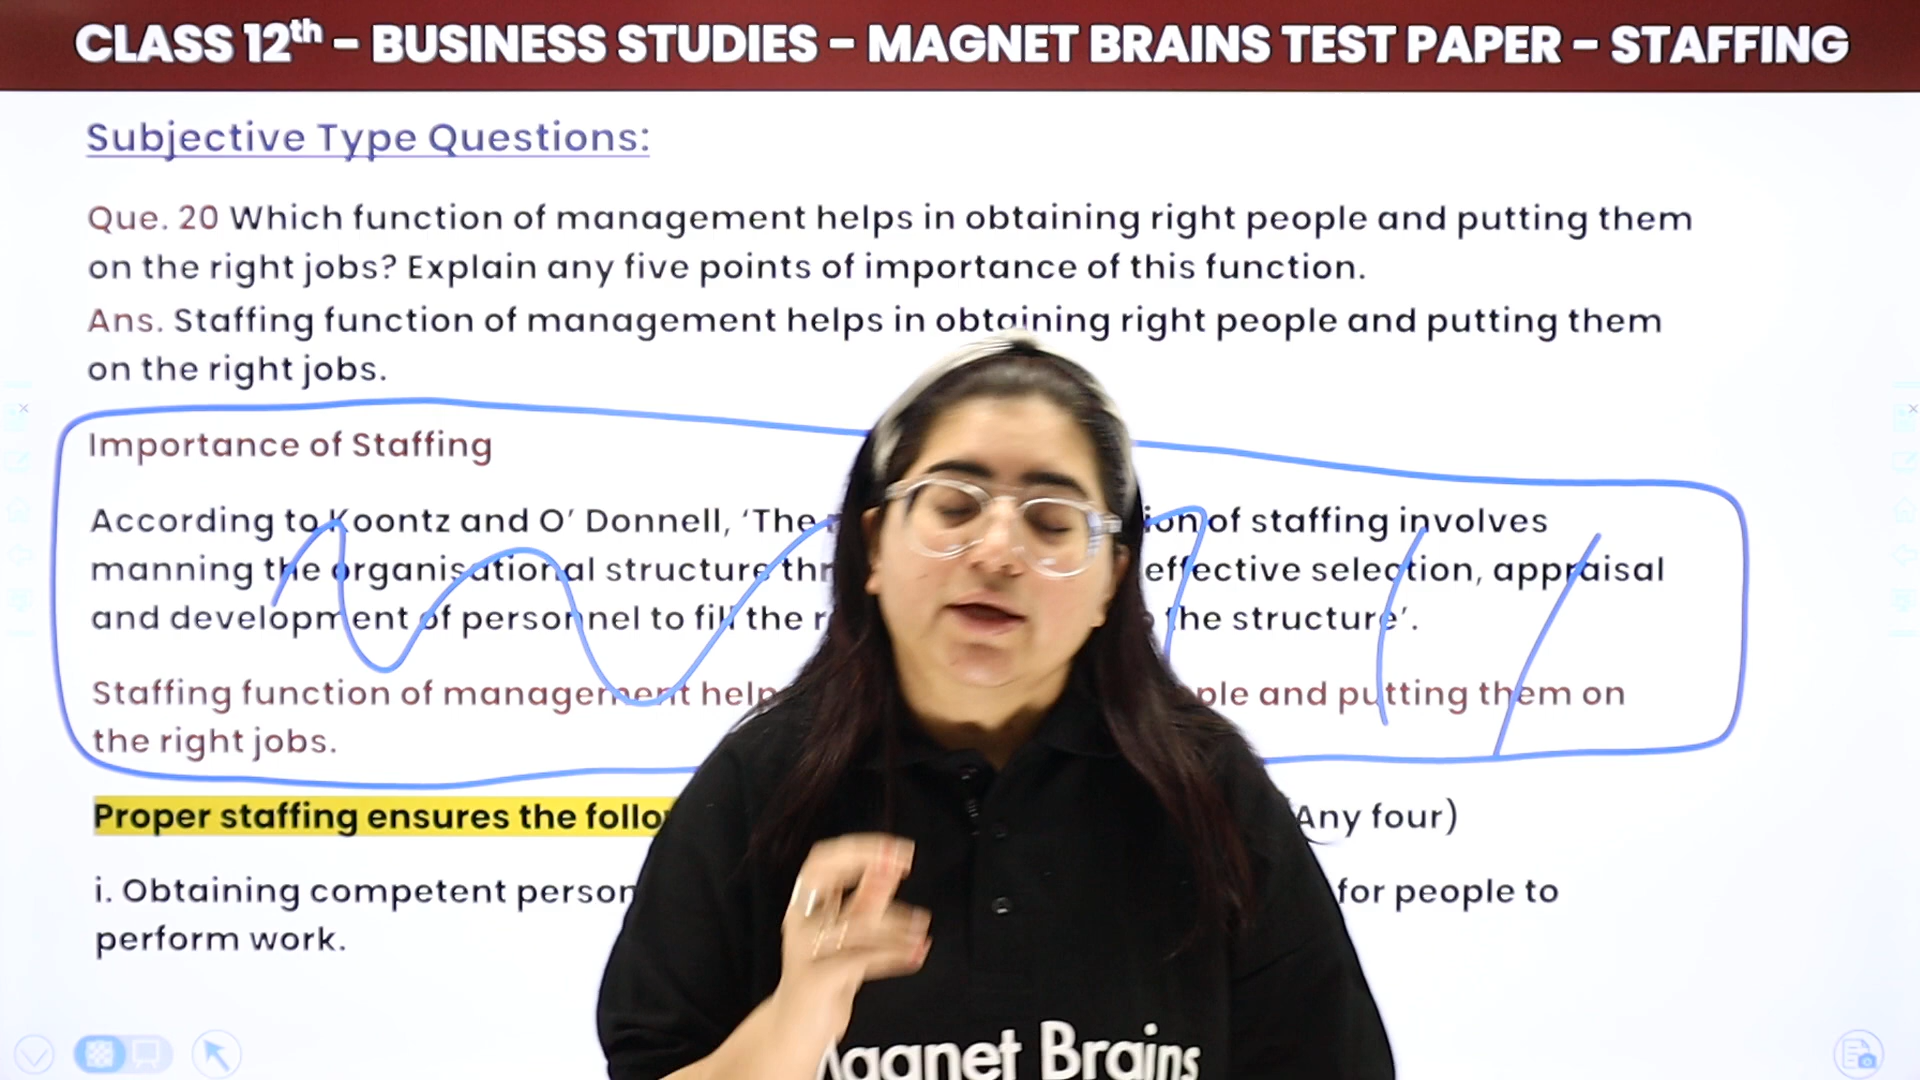 CLASS 12th - BUSINESS STUDIES - MAGNET BRAINS TEST PAPER - STAFFING
Subjective Type Questions:
Que. 20 Which function of management helps in obtaining right people and putting them
on the right jobs? Explain any five points of importance of this function.
Ans. Staffing function of management helps in obtaining right people and putting them
on the right jobs.
Importance of Staffing
According to Koontz and O' Donnell, 'The of staffing involves
manning the organisational structure effective selection, appraisal
and development of personnel to fill the the structure'.
Staffing function of management and putting them on
the right jobs.
Proper staffing ensures the (Any four)
i. Obtaining competent for people to
perform work.
Magnet Brains